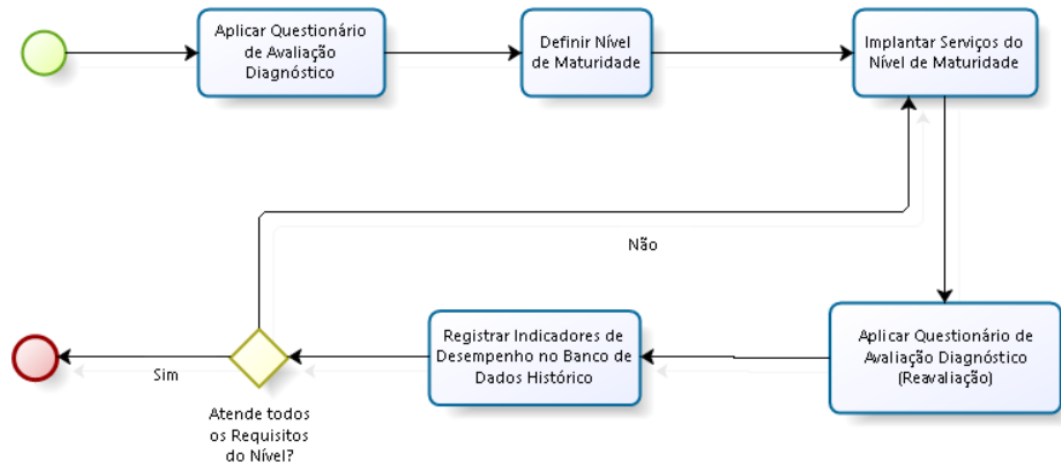 Aplicar Questionário
de Avaliação
Diagnóstico
Definir Nível
de Maturidade
Implantar Serviços do
Nível de Maturidade
Não
Aplicar Questionário de
Avaliação Diagnóstico
(Reavaliação)
Registrar Indicadores de
Desempenho no Banco de
Dados Histórico
Sim
Atende todos
os Requisitos
do Nível?